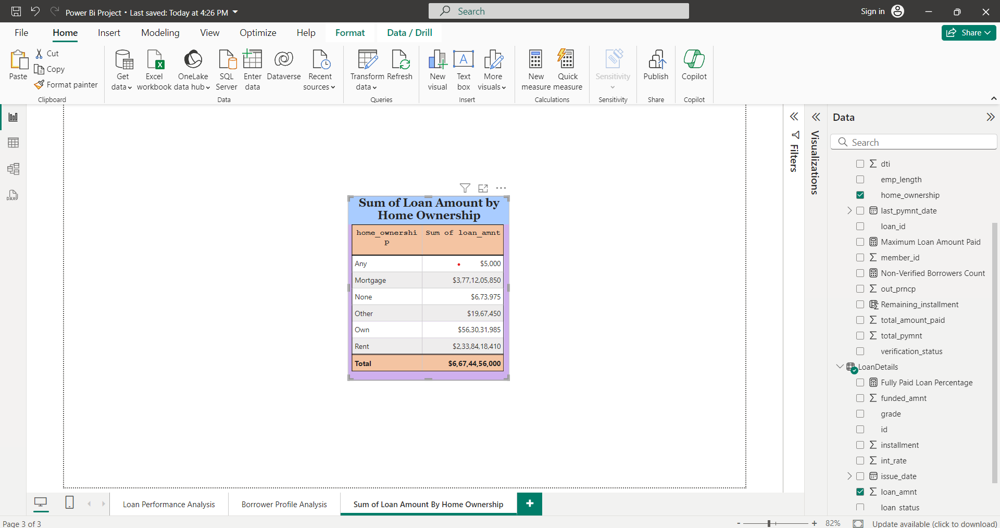 Power Bi Project • Last saved: Today at 4:26 PM
Search
Sign in
File Home Insert Modeling View Optimize Help Format Data / Drill
Share
Paste
Cut
Copy
Format painter
Clipboard
Get data
Excel workbook
OneLake data hub
SQL Server
Enter data
Dataverse
Recent sources
Data
Transform data
Refresh
Queries
New visual
Text box
More visuals
Insert
New measure
Quick measure
Calculations
Sensitivity
Sensitivity
Publish
Share
Copilot
Copilot
DAX
Sum of Loan Amount by
Home Ownership
home_ownershi
p
Sum of loan_amnt
Any $5,000
Mortgage $3,77,12,05,850
None $6,73,975
Other $19,67,450
Own $56,30,31,985
Rent $2,33,84,18,410
Total $6,67,44,56,000
Filters
Visualizations
Data
Search
dti
emp_length
home_ownership
last_pymnt_date
loan_id
Maximum Loan Amount Paid
member_id
Non-Verified Borrowers Count
out_prncp
Remaining_installment
total_amount_paid
total_pymnt
verification_status
LoanDetails
Fully Paid Loan Percentage
funded_amnt
grade
id
installment
int_rate
issue_date
loan_amnt
loan_status
Loan Performance Analysis
Borrower Profile Analysis
Sum of Loan Amount By Home Ownership
Page 3 of 3
- + 82%
Update available (click to download)